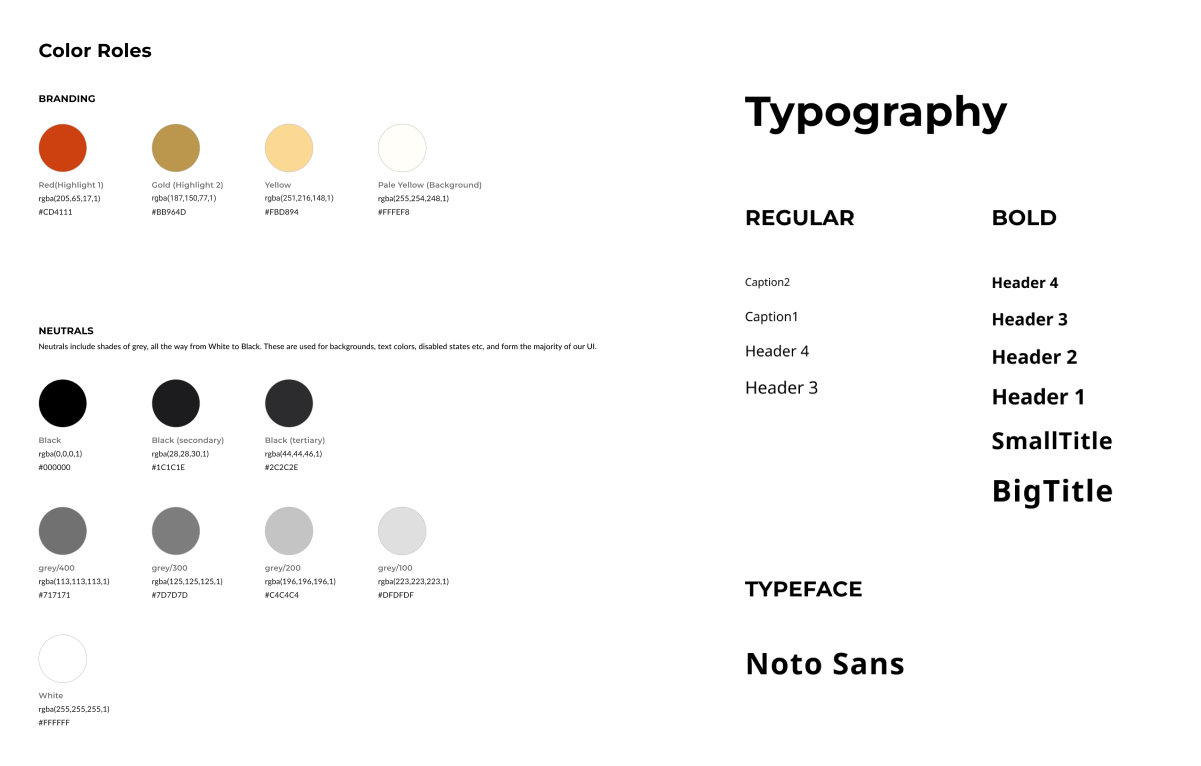 Color Roles
BRANDING
Red(Highlight 1)
rgba(205,65,17,1)
#CD4111
Gold (Highlight 2)
rgba(187,150,77,1)
#BB964D
Yellow
rgba(251,216,148,1)
#FBD894
Pale Yellow (Background)
rgba(255,254,248,1)
#FFFEF8
NEUTRALS
Neutrals include shades of grey, all the way from White to Black. These are used for backgrounds, text colors, disabled states etc, and form the majority of our UI.
Black
rgba(0,0,0,1)
#000000
Black (secondary)
rgba(28,28,30,1)
#1C1C1E
Black (tertiary)
rgba(44,44,46,1)
#2C2C2E
grey/400
rgba(113,113,113,1)
#717171
grey/300
rgba(125,125,125,1)
#7D7D7D
grey/200
rgba(196,196,196,1)
#C4C4C4
grey/100
rgba(223,223,223,1)
#DFDFDF
White
rgba(255,255,255,1)
#FFFFFF
Typography
REGULAR
Caption2
Caption1
Header 4
Header 3
BOLD
Header 4
Header 3
Header 2
Header 1
SmallTitle
BigTitle
TYPEFACE
Noto Sans